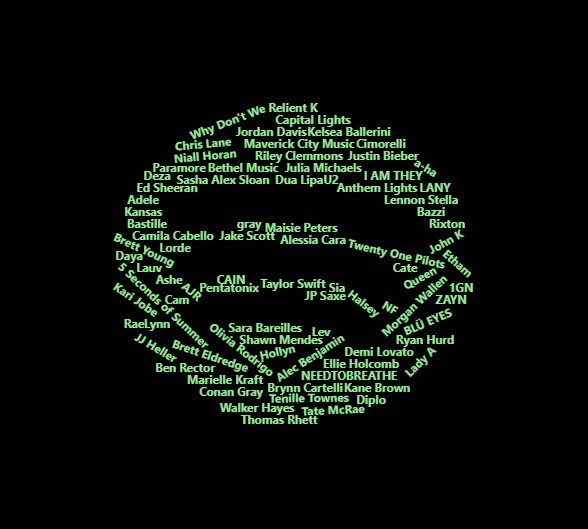 Why Don't We Relient K
Capital Lights
Jordan Davis Kelsea Ballerini
Chris Lane Maverick City Music Cimorelli
Niall Horan Riley Clemmons Justin Bieber
Paramore Bethel Music Julia Michaels a-ha
Deza Sasha Alex Sloan Dua Lipa U2 I AM THEY
Ed Sheeran Anthem Lights LANY
Adele Lennon Stella
Kansas Bazzi
Bastille gray Maisie Peters Rixton
Camila Cabello Jake Scott Alessia Cara John K
Brett Young Lorde Twenty One Pilots
Daya Etham
Lauv Cate
Ashe CAIN Taylor Swift Sia Queen
5 Seconds of Summer AJR Pentatonix 1GN
Kari Jobe Cam JP Saxe Halsey NF Morgan Wallen ZAYN
RaeLynn Sara Bareilles Lev BLÜ EYES
JJ Heller Olivia Rodrigo Shawn Mendes Ryan Hurd
Brett Eldredge Hollyn Alec Benjamin Demi Lovato Lady A
Ben Rector Ellie Holcomb
Marielle Kraft NEEDTOBREATHE
Conan Gray Brynn Cartelli Kane Brown
Tenille Townes Diplo
Walker Hayes Tate McRae
Thomas Rhett